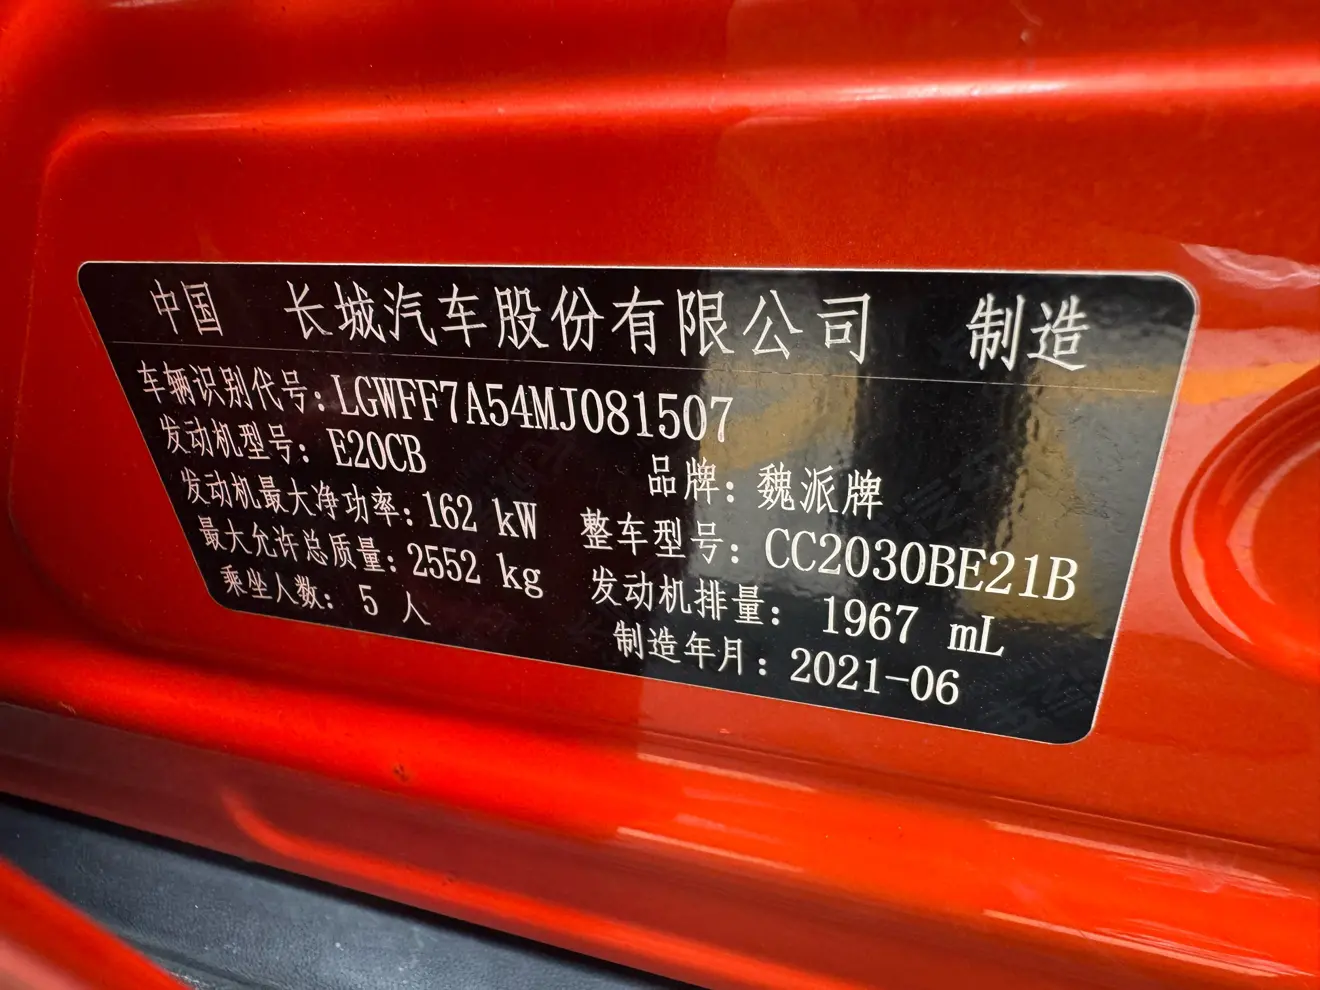 中国 长城汽车股份有限公司 制造
车辆识别代号：LGWFF7A54MJ081507
发动机型号：E20CB 品牌：魏派牌
发动机最大净功率：162 kW 整车型号：CC2030BE21B
最大允许总质量：2552 kg 发动机排量： 1967 mL
乘坐人数： 5 人 制造年月：2021-06